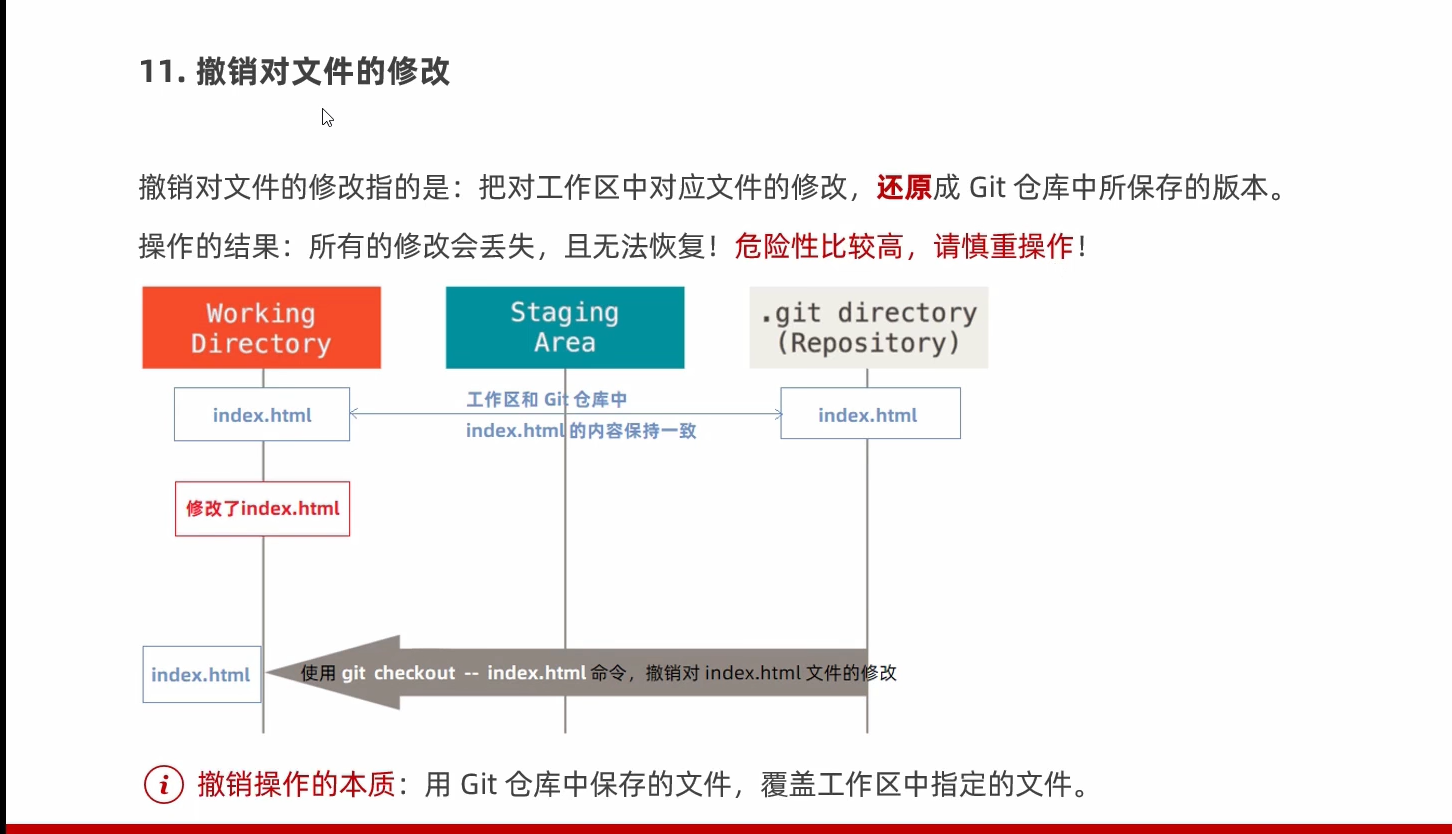 11. 撤销对文件的修改
撤销对文件的修改指的是：把对工作区中对应文件的修改，还原成 Git 仓库中所保存的版本。
操作的结果：所有的修改会丢失，且无法恢复！危险性比较高，请慎重操作！
Working
Directory
Staging
Area
.git directory
(Repository)
index.html
工作区和 Git 仓库中
index.html 的内容保持一致
index.html
修改了index.html
index.html
使用 git checkout -- index.html 命令，撤销对 index.html 文件的修改
i 撤销操作的本质：用 Git 仓库中保存的文件，覆盖工作区中指定的文件。